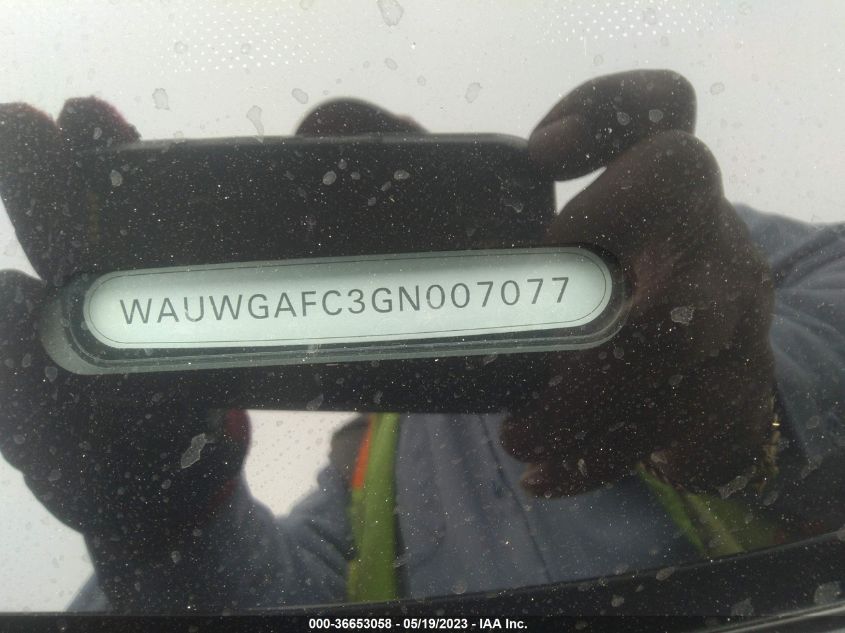 WAUWGAFC3GN007077
000-36653058 - 05/19/2023 - IAA Inc.